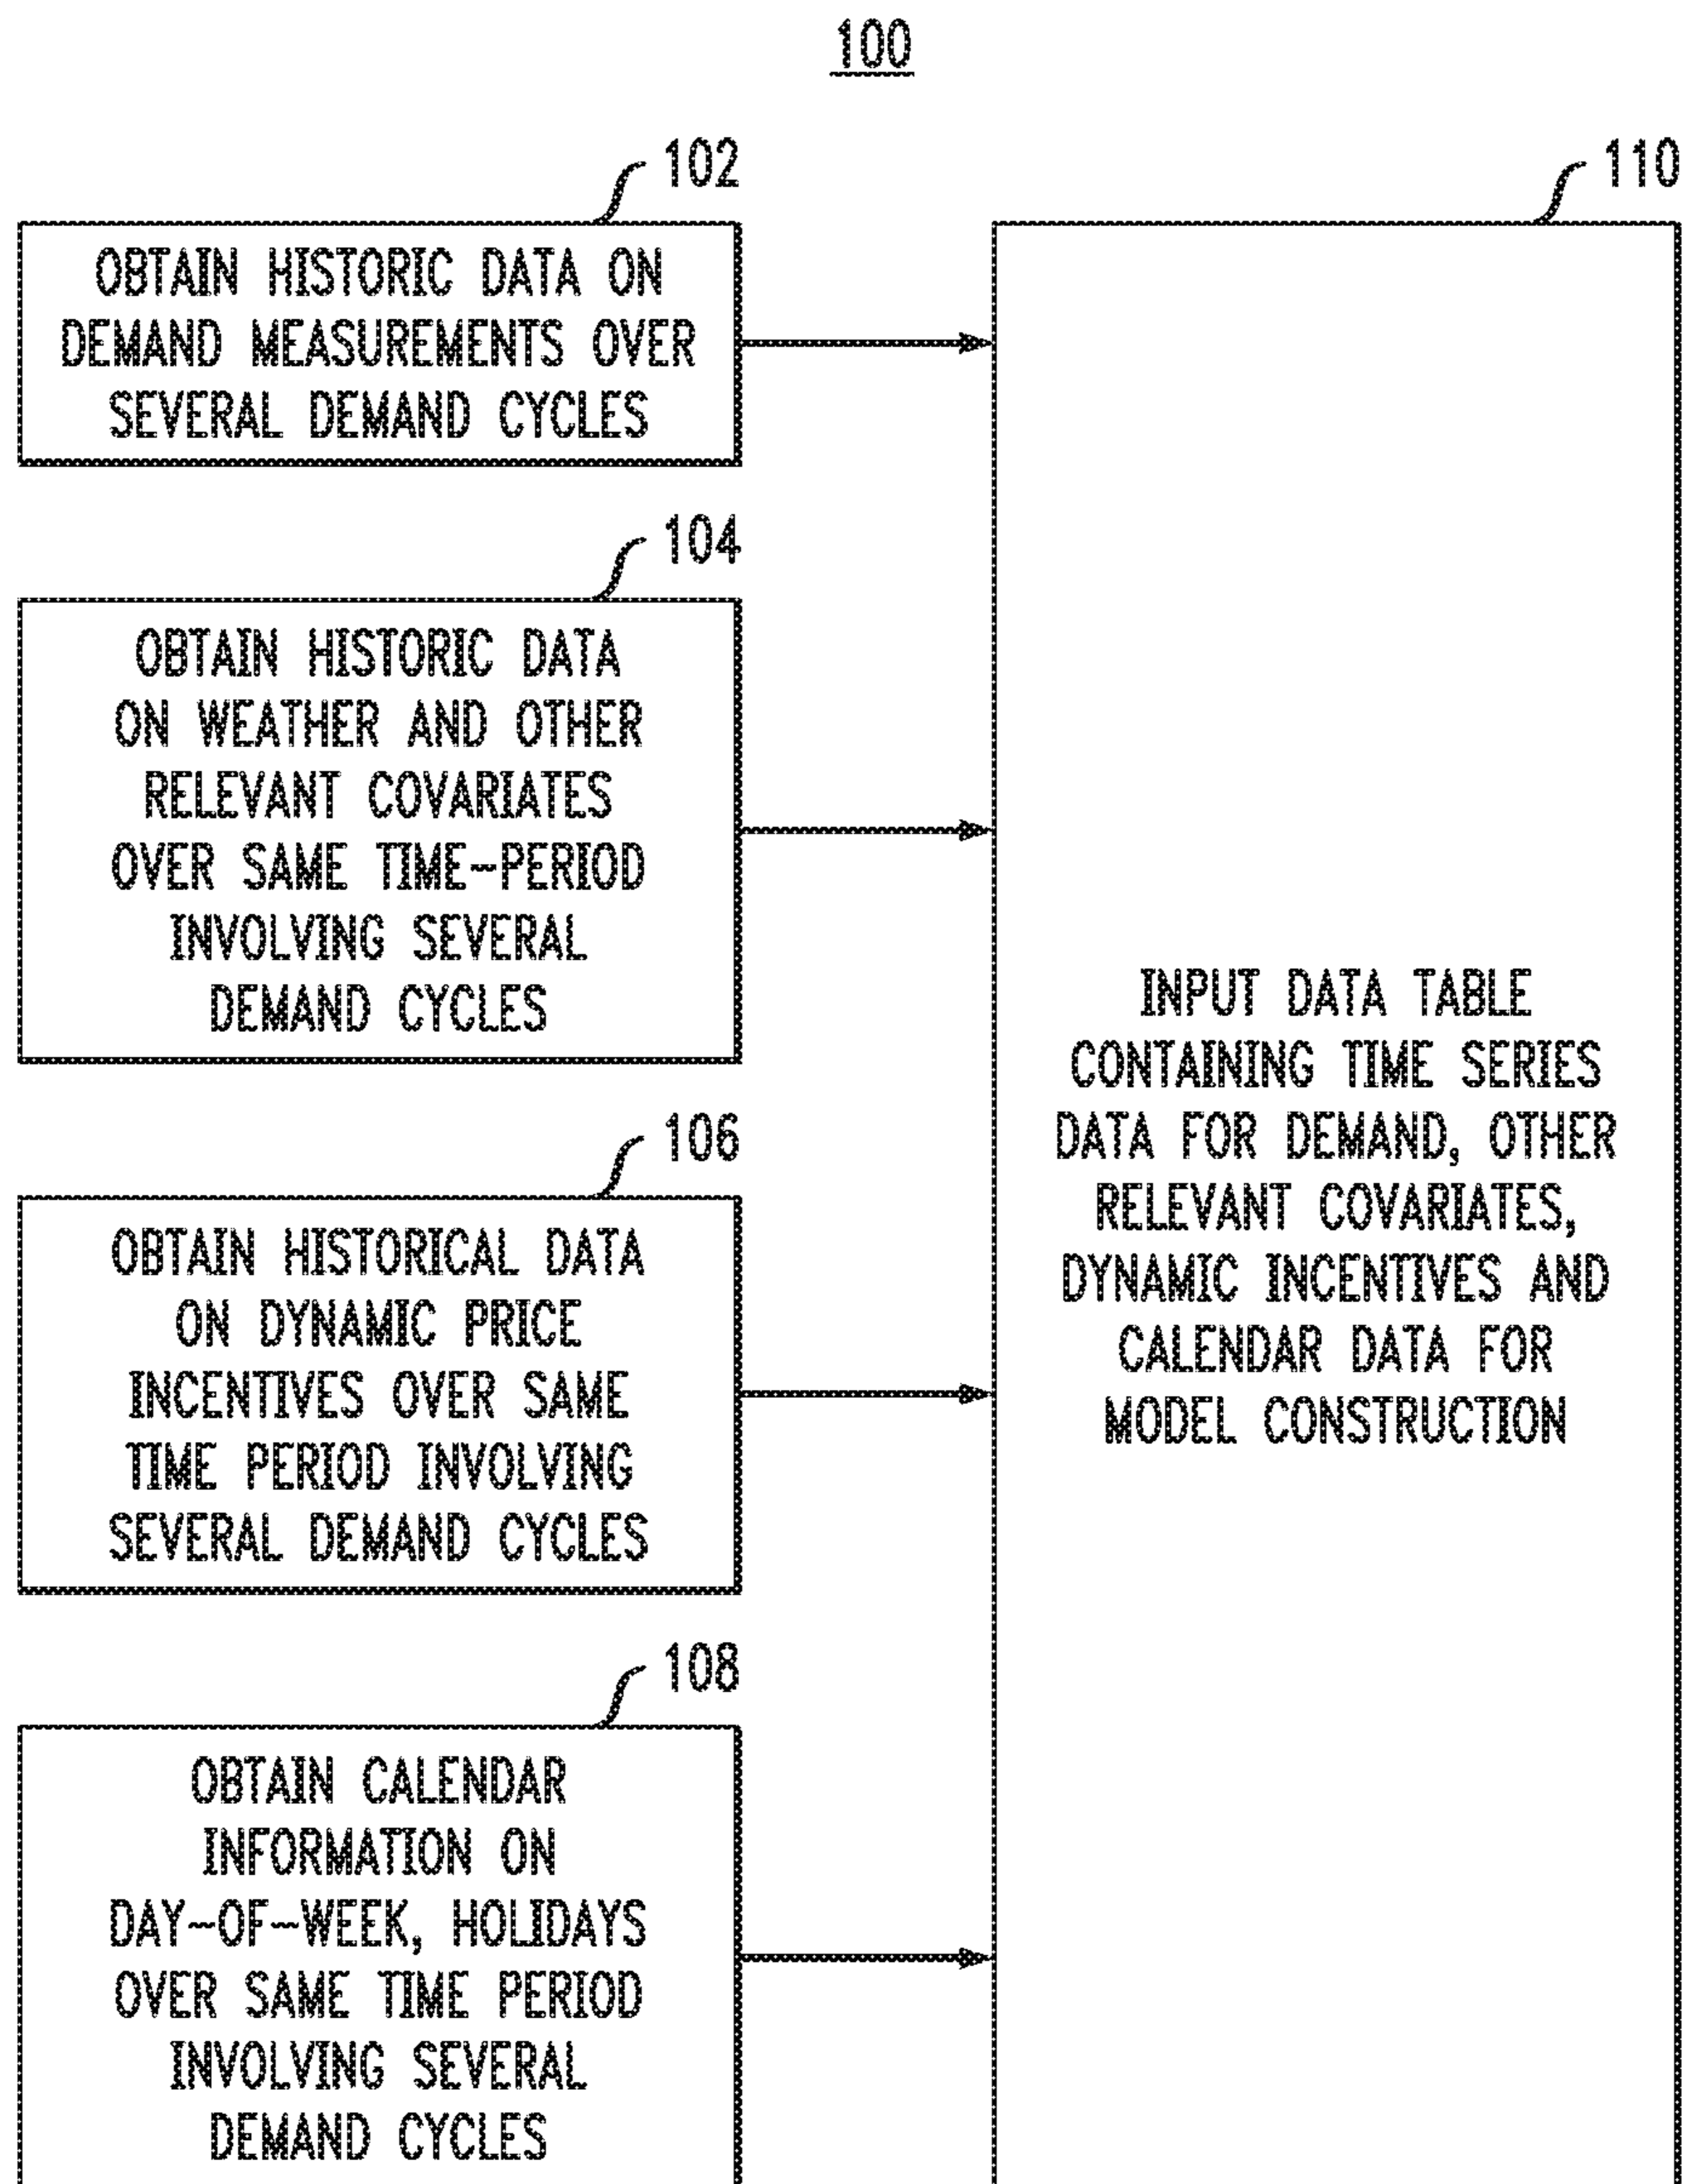 100
102
OBTAIN HISTORIC DATA ON
DEMAND MEASUREMENTS OVER
SEVERAL DEMAND CYCLES
104
OBTAIN HISTORIC DATA
ON WEATHER AND OTHER
RELEVANT COVARIATES
OVER SAME TIME-PERIOD
INVOLVING SEVERAL
DEMAND CYCLES
106
OBTAIN HISTORICAL DATA
ON DYNAMIC PRICE
INCENTIVES OVER SAME
TIME PERIOD INVOLVING
SEVERAL DEMAND CYCLES
108
OBTAIN CALENDAR
INFORMATION ON
DAY-OF-WEEK, HOLIDAYS
OVER SAME TIME PERIOD
INVOLVING SEVERAL
DEMAND CYCLES
110
INPUT DATA TABLE
CONTAINING TIME SERIES
DATA FOR DEMAND, OTHER
RELEVANT COVARIATES,
DYNAMIC INCENTIVES AND
CALENDAR DATA FOR
MODEL CONSTRUCTION